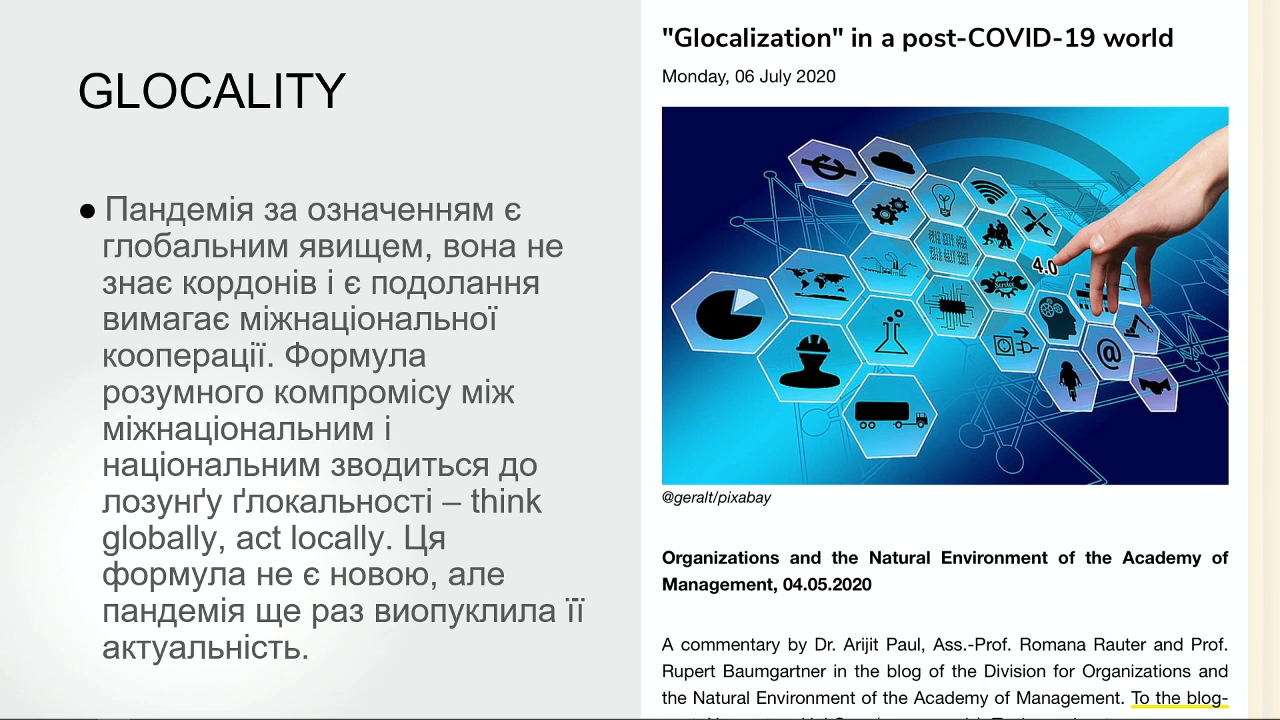 GLOCALITY
● Пандемія за означенням є
глобальним явищем, вона не
знає кордонів і є подолання
вимагає міжнаціональної
кооперації. Формула
розумного компромісу між
міжнаціональним і
національним зводиться до
лозунґу ґлокальності – think
globally, act locally. Ця
формула не є новою, але
пандемія ще раз виопуклила її
актуальність.
"Glocalization" in a post-COVID-19 world
Monday, 06 July 2020
Service
4.0
@
@geralt/pixabay
Organizations and the Natural Environment of the Academy of
Management, 04.05.2020
A commentary by Dr. Arijit Paul, Ass.-Prof. Romana Rauter and Prof.
Rupert Baumgartner in the blog of the Division for Organizations and
the Natural Environment of the Academy of Management. To the blog-